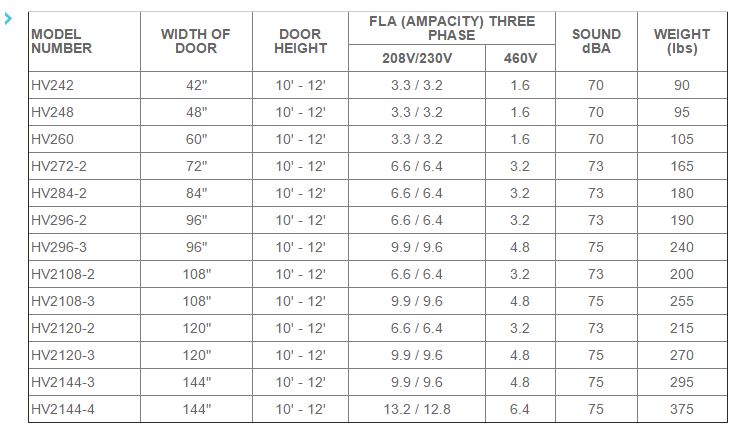 MODEL NUMBER WIDTH OF DOOR DOOR HEIGHT FLA (AMPACITY) THREE PHASE SOUND dBA WEIGHT (lbs)
208V/230V 460V
HV242 42" 10' - 12' 3.3 / 3.2 1.6 70 90
HV248 48" 10' - 12' 3.3 / 3.2 1.6 70 95
HV260 60" 10' - 12' 3.3 / 3.2 1.6 70 105
HV272-2 72" 10' - 12' 6.6 / 6.4 3.2 73 165
HV284-2 84" 10' - 12' 6.6 / 6.4 3.2 73 180
HV296-2 96" 10' - 12' 6.6 / 6.4 3.2 73 190
HV296-3 96" 10' - 12' 9.9 / 9.6 4.8 75 240
HV2108-2 108" 10' - 12' 6.6 / 6.4 3.2 73 200
HV2108-3 108" 10' - 12' 9.9 / 9.6 4.8 75 255
HV2120-2 120" 10' - 12' 6.6 / 6.4 3.2 73 215
HV2120-3 120" 10' - 12' 9.9 / 9.6 4.8 75 270
HV2144-3 144" 10' - 12' 9.9 / 9.6 4.8 75 295
HV2144-4 144" 10' - 12' 13.2 / 12.8 6.4 75 375